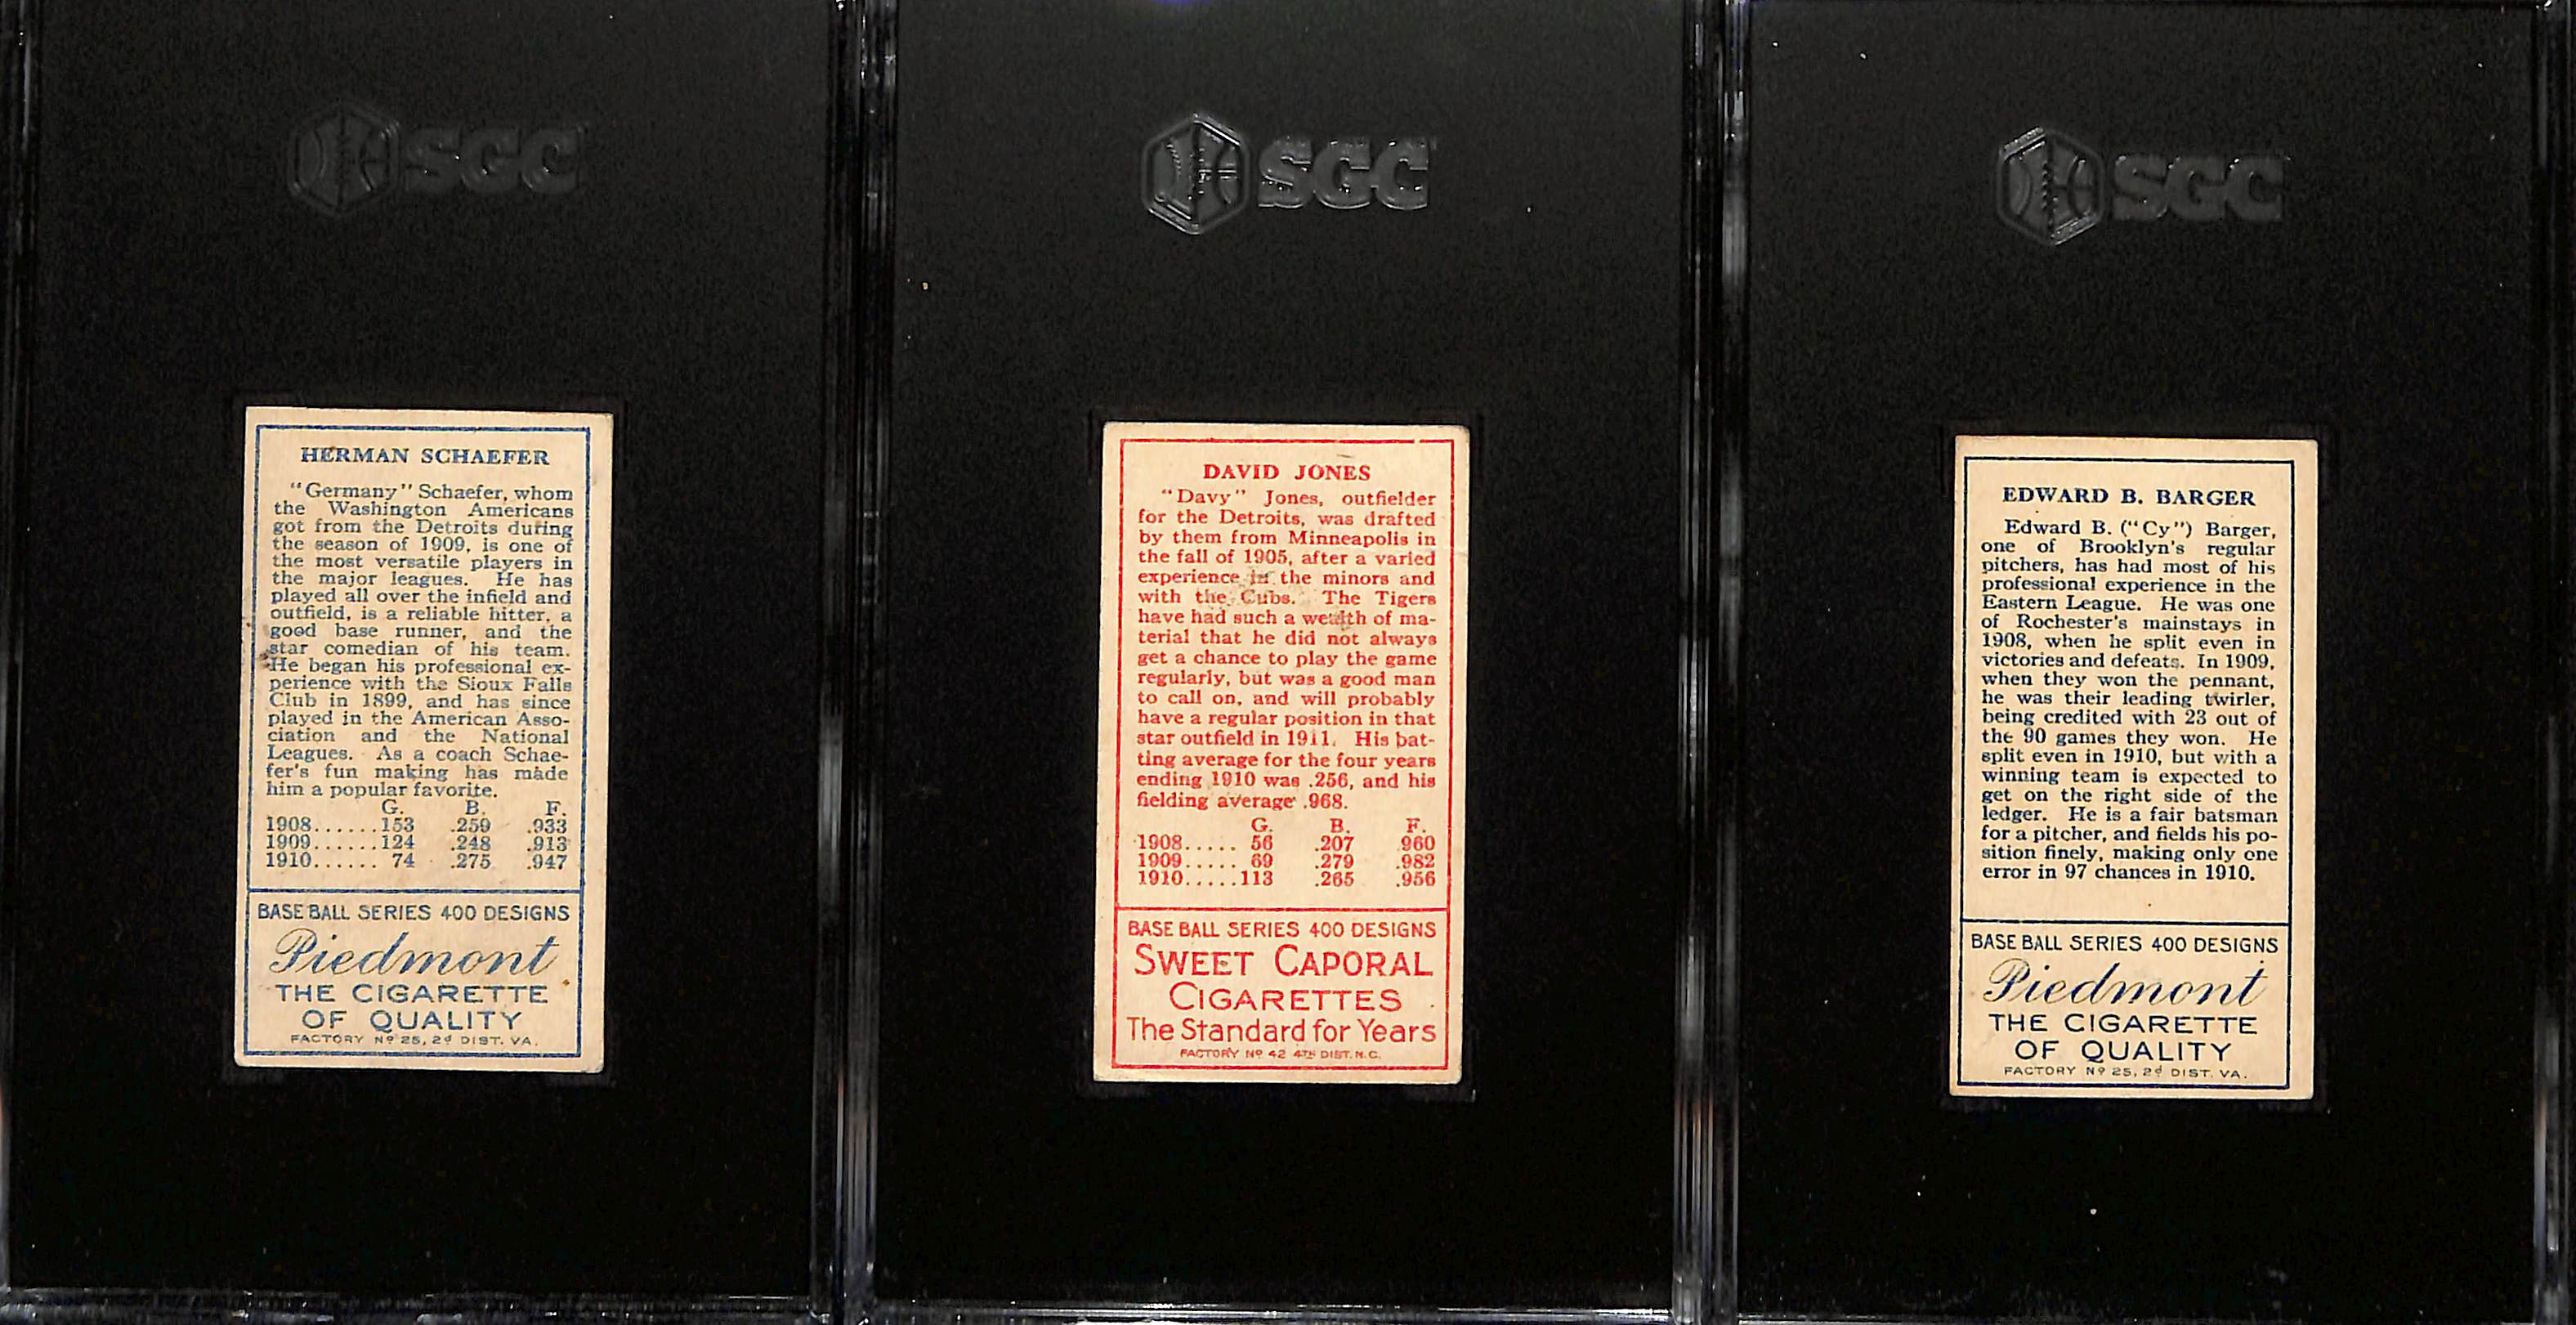 SGC
SGC
SGC
HERMAN SCHAEFER
"Germany" Schaefer, whom
the Washington Americans
got from the Detroits during
the season of 1909, is one of
the most versatile players in
the major leagues. He has
played all over the infield and
outfield, is a reliable hitter, a
good base runner, and the
star comedian of his team.
He began his professional ex-
perience with the Sioux Falls
Club in 1899, and has since
played in the American Asso-
ciation and the National
Leagues. As a coach Schae-
fer's fun making has made
him a popular favorite.
G. B. F.
1908......153 .259 .933
1909......124 .248 .913
1910...... 74 .275 .947
BASE BALL SERIES 400 DESIGNS
Piedmont
THE CIGARETTE
OF QUALITY
FACTORY Nº 25, 2d DIST. VA.
DAVID JONES
"Davy" Jones, outfielder
for the Detroits, was drafted
by them from Minneapolis in
the fall of 1905, after a varied
experience in the minors and
with the Cubs. The Tigers
have had such a wealth of ma-
terial that he did not always
get a chance to play the game
regularly, but was a good man
to call on, and will probably
have a regular position in that
star outfield in 1911. His bat-
ting average for the four years
ending 1910 was .256, and his
fielding average .968.
G. B. F.
1908..... 56 .207 .960
1909..... 69 .279 .982
1910.....113 .265 .956
BASE BALL SERIES 400 DESIGNS
SWEET CAPORAL
CIGARETTES
The Standard for Years
FACTORY Nº 42 4TH DIST. N.C.
EDWARD B. BARGER
Edward B. ("Cy") Barger,
one of Brooklyn's regular
pitchers, has had most of his
professional experience in the
Eastern League. He was one
of Rochester's mainstays in
1908, when he split even in
victories and defeats. In 1909,
when they won the pennant,
he was their leading twirler,
being credited with 23 out of
the 90 games they won. He
split even in 1910, but with a
winning team is expected to
get on the right side of the
ledger. He is a fair batsman
for a pitcher, and fields his po-
sition finely, making only one
error in 97 chances in 1910.
BASE BALL SERIES 400 DESIGNS
Piedmont
THE CIGARETTE
OF QUALITY
FACTORY Nº 25, 2d DIST. VA.